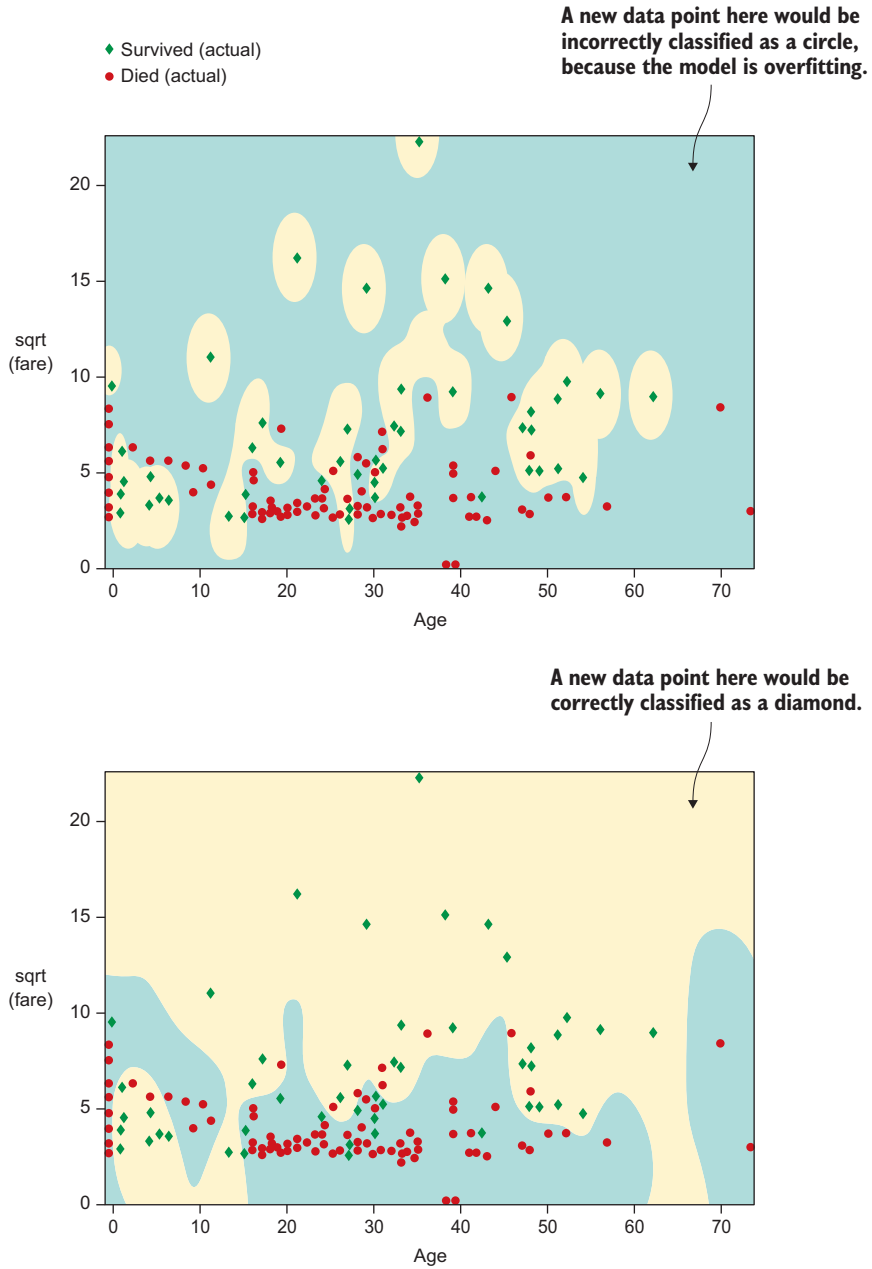 A new data point here would be
incorrectly classified as a circle,
because the model is overfitting.
Survived (actual)
Died (actual)
20
15
sqrt
(fare)
10
5
0
0 10 20 30 40 50 60 70
Age
A new data point here would be
correctly classified as a diamond.
20
15
sqrt
(fare)
10
5
0
0 10 20 30 40 50 60 70
Age